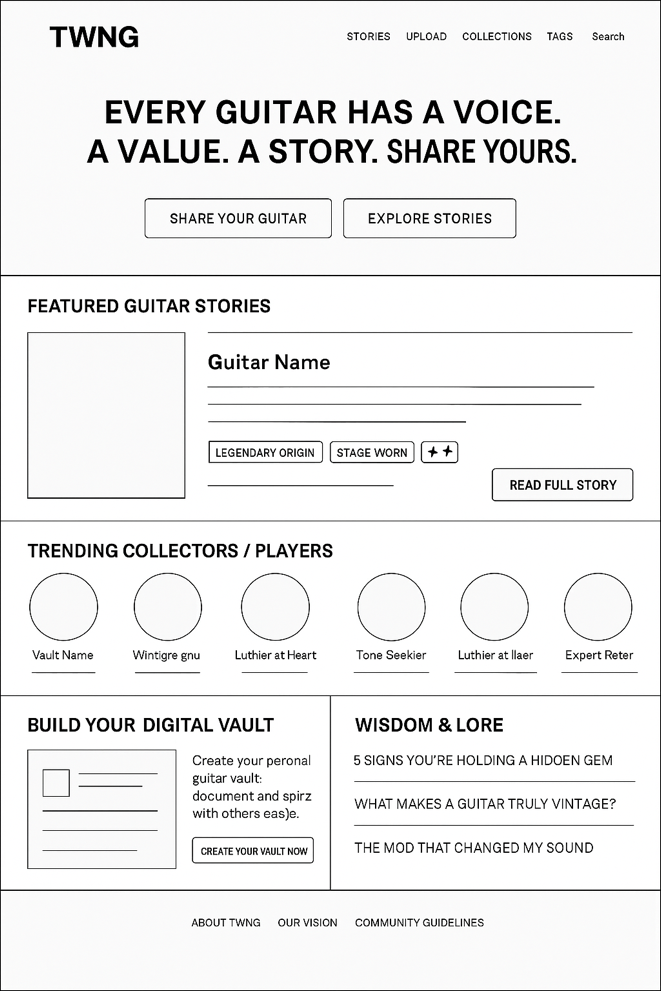 TWNG
STORIES UPLOAD COLLECTIONS TAGS Search
EVERY GUITAR HAS A VOICE.
A VALUE. A STORY. SHARE YOURS.
SHARE YOUR GUITAR EXPLORE STORIES
FEATURED GUITAR STORIES
Guitar Name
LEGENDARY ORIGIN STAGE WORN
READ FULL STORY
TRENDING COLLECTORS / PLAYERS
Vault Name Wintigre gnu Luthier at Heart Tone Seekier Luthier at llaer Expert Reter
BUILD YOUR DIGITAL VAULT
Create your peronal
guitar vault:
document and spirz
with others eas)e.
CREATE YOUR VAULT NOW
WISDOM & LORE
5 SIGNS YOU'RE HOLDING A HIDOEN GEM
WHAT MAKES A GUITAR TRULY VINTAGE?
THE MOD THAT CHANGED MY SOUND
ABOUT TWNG OUR VISION COMMUNITY GUIDELINES